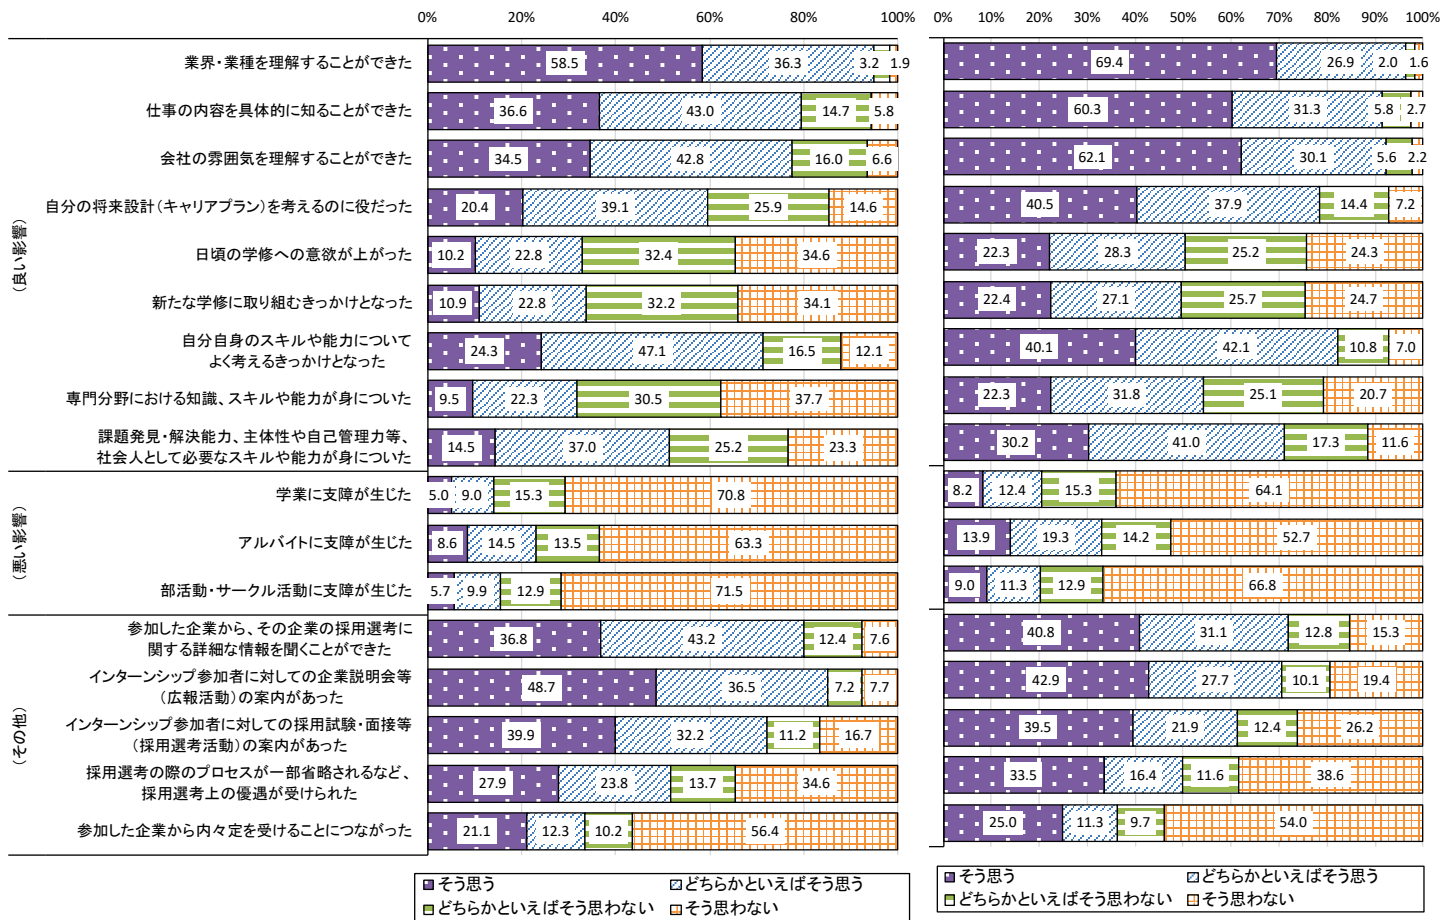 0% 20% 40% 60% 80% 100%
0% 10% 20% 30% 40% 50% 60% 70% 80% 90% 100%
(良い影響)
業界・業種を理解することができた
58.5 36.3 3.2 1.9
69.4 26.9 2.0 1.6
仕事の内容を具体的に知ることができた
36.6 43.0 14.7 5.8
60.3 31.3 5.8 2.7
会社の雰囲気を理解することができた
34.5 42.8 16.0 6.6
62.1 30.1 5.6 2.2
自分の将来設計(キャリアプラン)を考えるのに役だった
20.4 39.1 25.9 14.6
40.5 37.9 14.4 7.2
日頃の学修への意欲が上がった
10.2 22.8 32.4 34.6
22.3 28.3 25.2 24.3
新たな学修に取り組むきっかけとなった
10.9 22.8 32.2 34.1
22.4 27.1 25.7 24.7
自分自身のスキルや能力について
よく考えるきっかけとなった
24.3 47.1 16.5 12.1
40.1 42.1 10.8 7.0
専門分野における知識、スキルや能力が身についた
9.5 22.3 30.5 37.7
22.3 31.8 25.1 20.7
課題発見・解決能力、主体性や自己管理力等、
社会人として必要なスキルや能力が身についた
14.5 37.0 25.2 23.3
30.2 41.0 17.3 11.6
(悪い影響)
学業に支障が生じた
5.0 9.0 15.3 70.8
8.2 12.4 15.3 64.1
アルバイトに支障が生じた
8.6 14.5 13.5 63.3
13.9 19.3 14.2 52.7
部活動・サークル活動に支障が生じた
5.7 9.9 12.9 71.5
9.0 11.3 12.9 66.8
(その他)
参加した企業から、その企業の採用選考に
関する詳細な情報を聞くことができた
36.8 43.2 12.4 7.6
40.8 31.1 12.8 15.3
インターンシップ参加者に対しての企業説明会等
(広報活動)の案内があった
48.7 36.5 7.2 7.7
42.9 27.7 10.1 19.4
インターンシップ参加者に対しての採用試験・面接等
(採用選考活動)の案内があった
39.9 32.2 11.2 16.7
39.5 21.9 12.4 26.2
採用選考の際のプロセスが一部省略されるなど、
採用選考上の優遇が受けられた
27.9 23.8 13.7 34.6
33.5 16.4 11.6 38.6
参加した企業から内々定を受けることにつながった
21.1 12.3 10.2 56.4
25.0 11.3 9.7 54.0
そう思う どちらかといえばそう思う
どちらかといえばそう思わない そう思わない
そう思う どちらかといえばそう思う
どちらかといえばそう思わない そう思わない